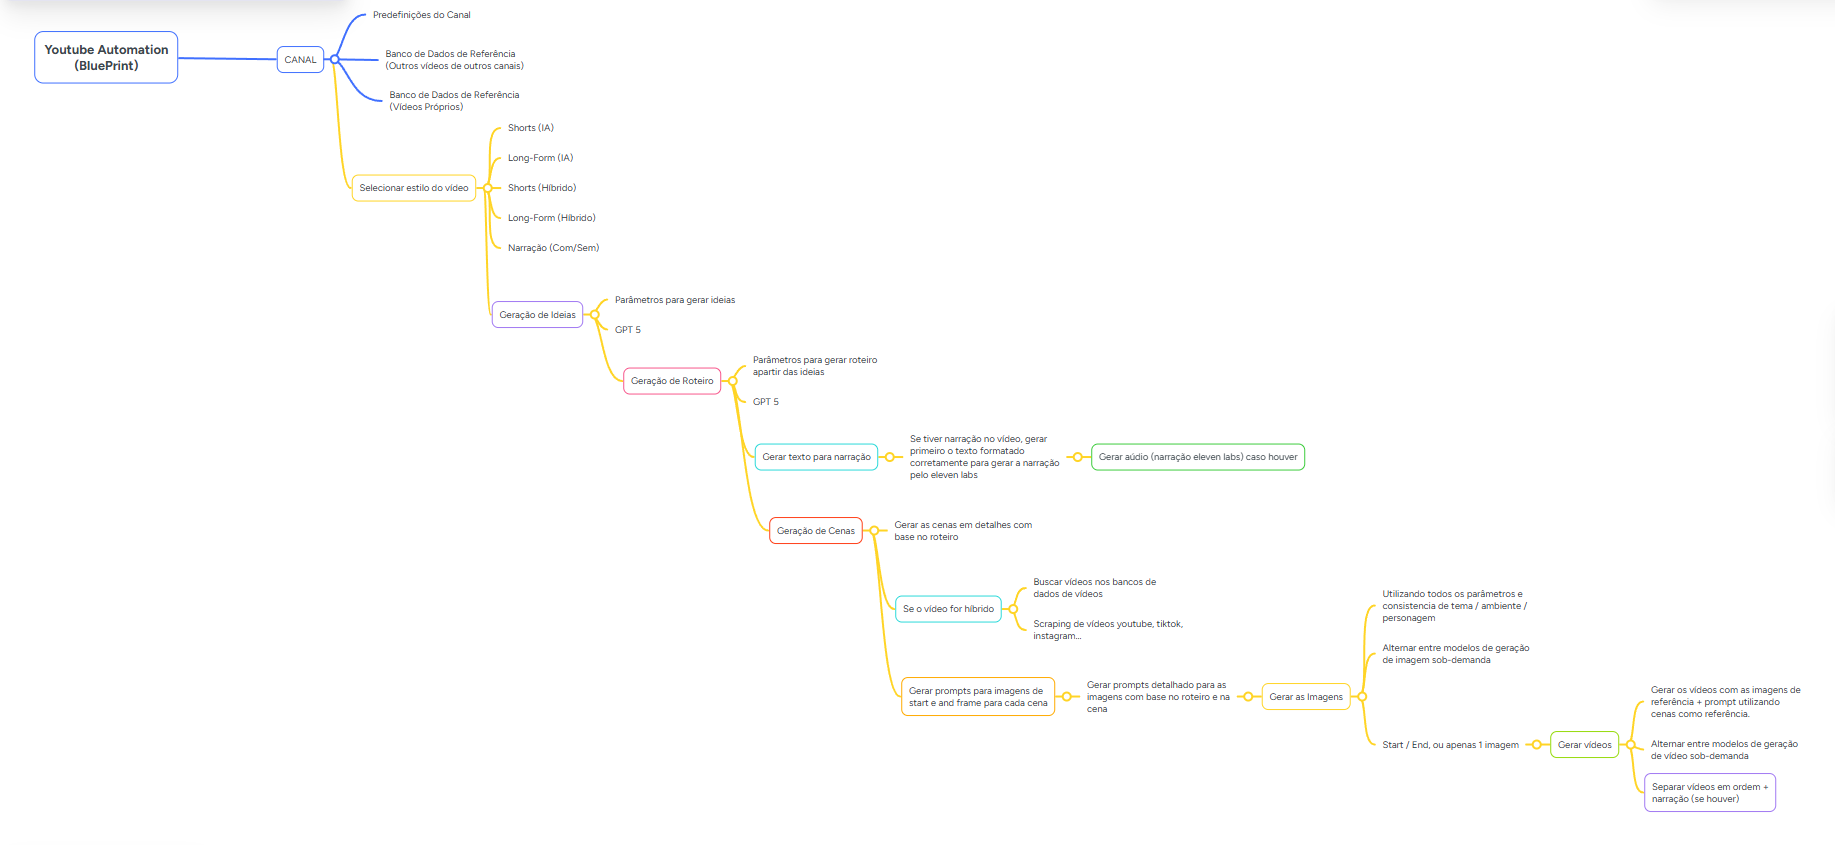 Youtube Automation
(BluePrint)
CANAL
Predefinições do Canal
Banco de Dados de Referência
(Outros vídeos de outros canais)
Banco de Dados de Referência
(Vídeos Próprios)
Selecionar estilo do vídeo
Shorts (IA)
Long-Form (IA)
Shorts (Híbrido)
Long-Form (Híbrido)
Narração (Com/Sem)
Geração de Ideias
Parâmetros para gerar ideias
GPT 5
Geração de Roteiro
Parâmetros para gerar roteiro
apartir das ideias
GPT 5
Gerar texto para narração
Se tiver narração no vídeo, gerar
primeiro o texto formatado
corretamente para gerar a narração
pelo eleven labs
Gerar aúdio (narração eleven labs) caso houver
Geração de Cenas
Gerar as cenas em detalhes com
base no roteiro
Se o vídeo for híbrido
Buscar vídeos nos bancos de
dados de vídeos
Scraping de vídeos youtube, tiktok,
instagram...
Gerar prompts para imagens de
start e and frame para cada cena
Gerar prompts detalhado para as
imagens com base no roteiro e na
cena
Gerar as Imagens
Utilizando todos os parâmetros e
consistencia de tema / ambiente /
personagem
Alternar entre modelos de geração
de imagem sob-demanda
Start / End, ou apenas 1 imagem
Gerar vídeos
Gerar os vídeos com as imagens de
referência + prompt utilizando
cenas como referência.
Alternar entre modelos de geração
de vídeo sob-demanda
Separar vídeos em ordem +
narração (se houver)